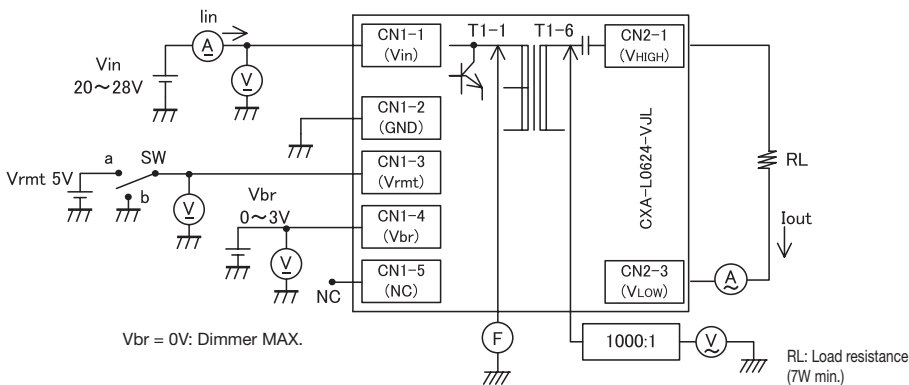 Iin
A
Vin
20〜28V
V
CN1-1
(Vin)
T1-1
T1-6
CN2-1
(VHIGH)
CN1-2
(GND)
a
SW
Vrmt 5V
b
V
CN1-3
(Vrmt)
CXA-L0624-VJL
RL
Vbr
0〜3V
V
CN1-4
(Vbr)
Iout
NC
CN1-5
(NC)
CN2-3
(VLOW)
A
Vbr = 0V: Dimmer MAX.
F
1000:1
V
RL: Load resistance
(7W min.)